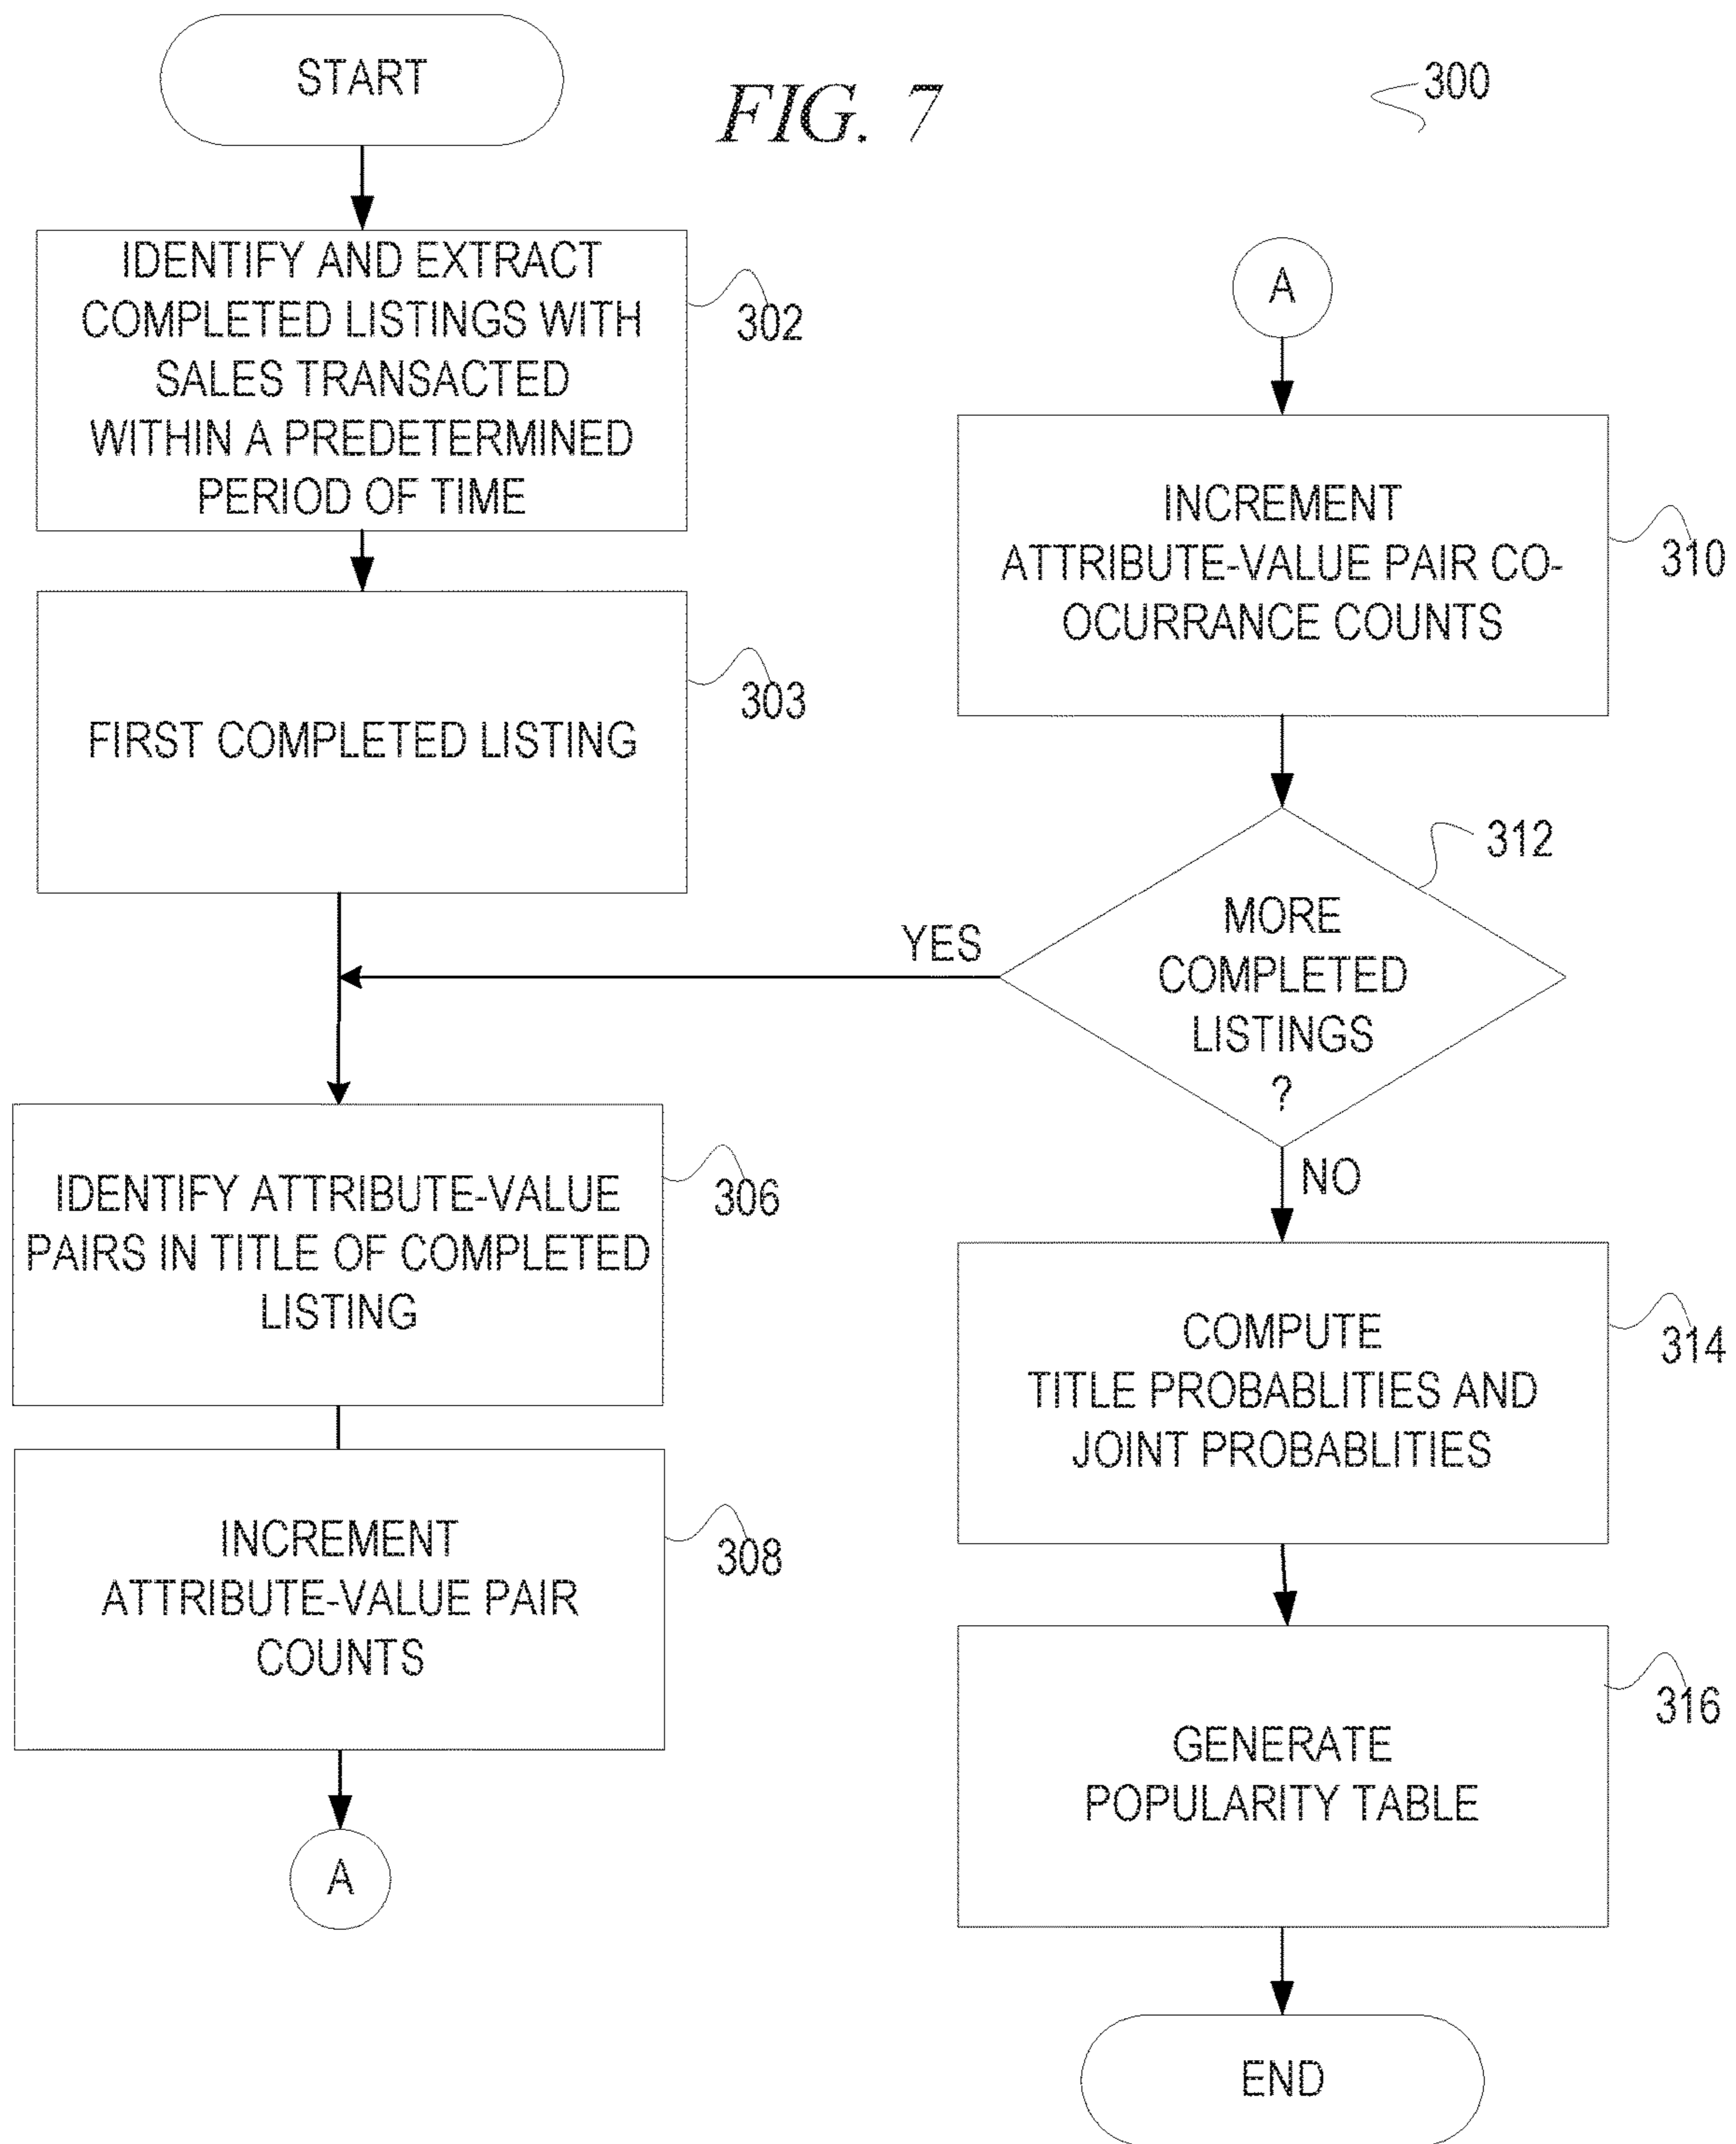 START
FIG. 7
300
IDENTIFY AND EXTRACT
COMPLETED LISTINGS WITH
SALES TRANSACTED
WITHIN A PREDETERMINED
PERIOD OF TIME
302
FIRST COMPLETED LISTING
303
IDENTIFY ATTRIBUTE-VALUE
PAIRS IN TITLE OF COMPLETED
LISTING
306
INCREMENT
ATTRIBUTE-VALUE PAIR
COUNTS
308
A
A
INCREMENT
ATTRIBUTE-VALUE PAIR CO-
OCURRANCE COUNTS
310
MORE
COMPLETED
LISTINGS
?
312
YES
NO
COMPUTE
TITLE PROBABLITIES AND
JOINT PROBABLITIES
314
GENERATE
POPULARITY TABLE
316
END